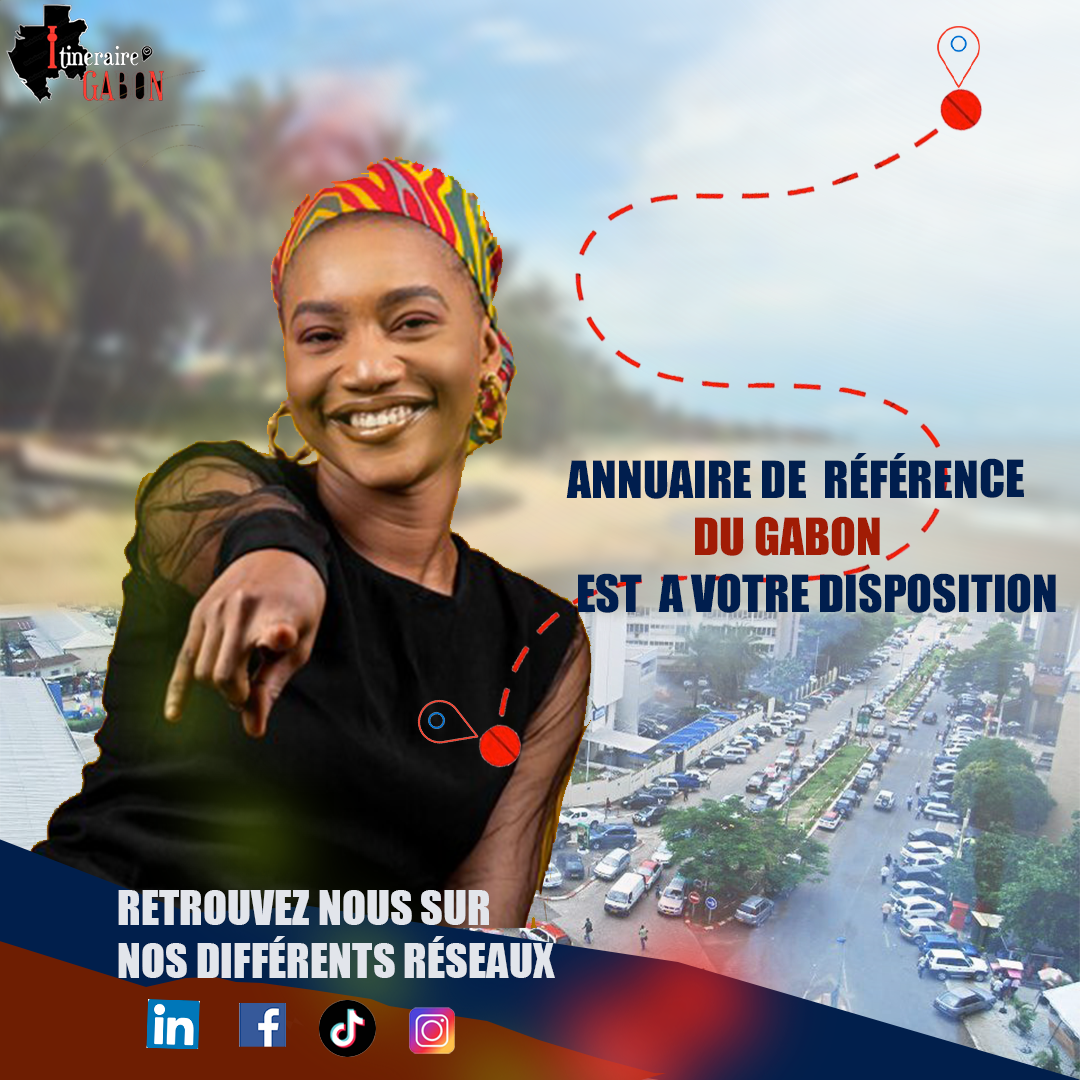 Itineraire
GABON
ANNUAIRE DE RÉFÉRENCE
DU GABON
EST A VOTRE DISPOSITION
RETROUVEZ NOUS SUR
NOS DIFFÉRENTS RÉSEAUX
in
f